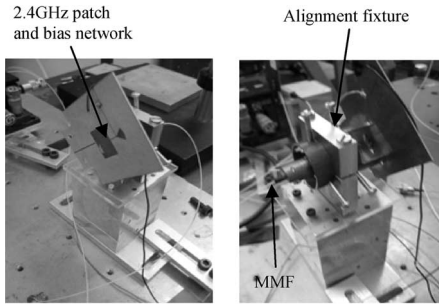 2.4GHz patch
and bias network
Alignment fixture
MMF